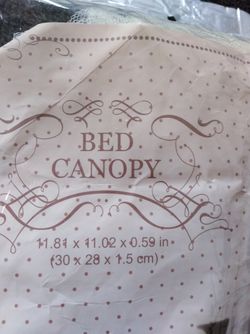 BED
CANOPY
11.81 x 11.02 x 0.59 in
(30 x 28 x 1.5 cm)